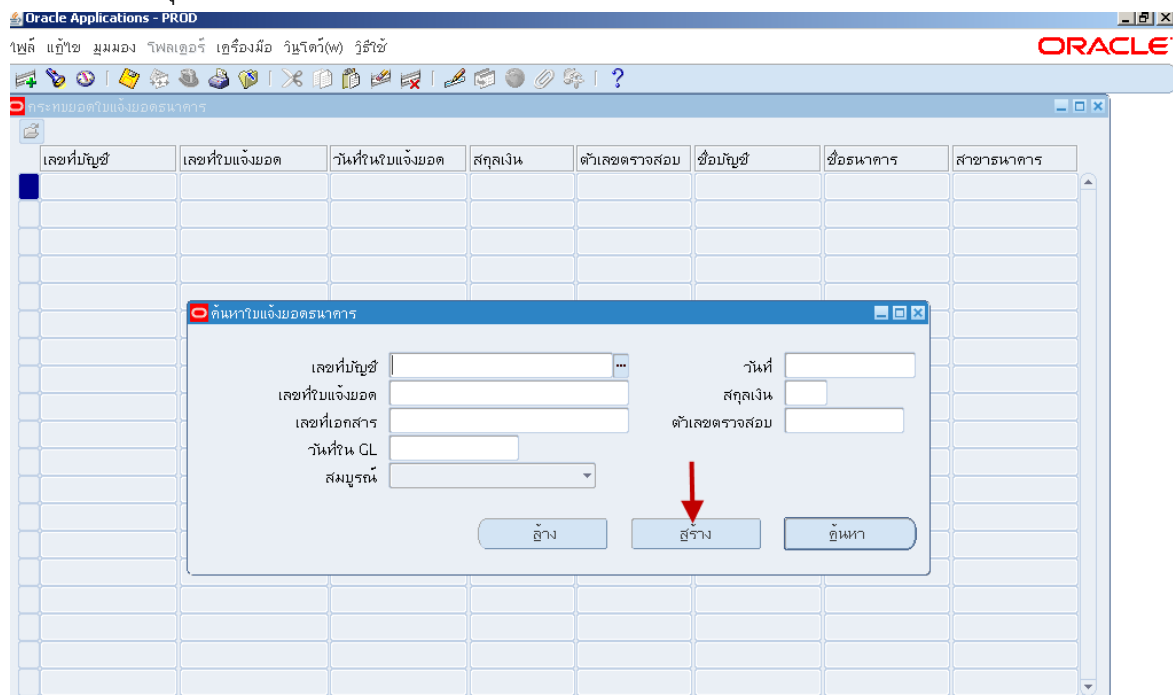 Oracle Applications - PROD
ไฟล์ แก้ไข มุมมอง โฟลเดอร์ เครื่องมือ วินโดว์(w) วิธีใช้
ORACLE
กระทบยอดใบแจ้งยอดธนาคาร
เลขที่บัญชี เลขที่ใบแจ้งยอด วันที่ในใบแจ้งยอด สกุลเงิน ตัวเลขตรวจสอบ ชื่อบัญชี ชื่อธนาคาร สาขาธนาคาร
ค้นหาใบแจ้งยอดธนาคาร
เลขที่บัญชี ... วันที่
เลขที่ใบแจ้งยอด สกุลเงิน
เลขที่เอกสาร ตัวเลขตรวจสอบ
วันที่ใน GL
สมบูรณ์
ล้าง สร้าง ค้นหา